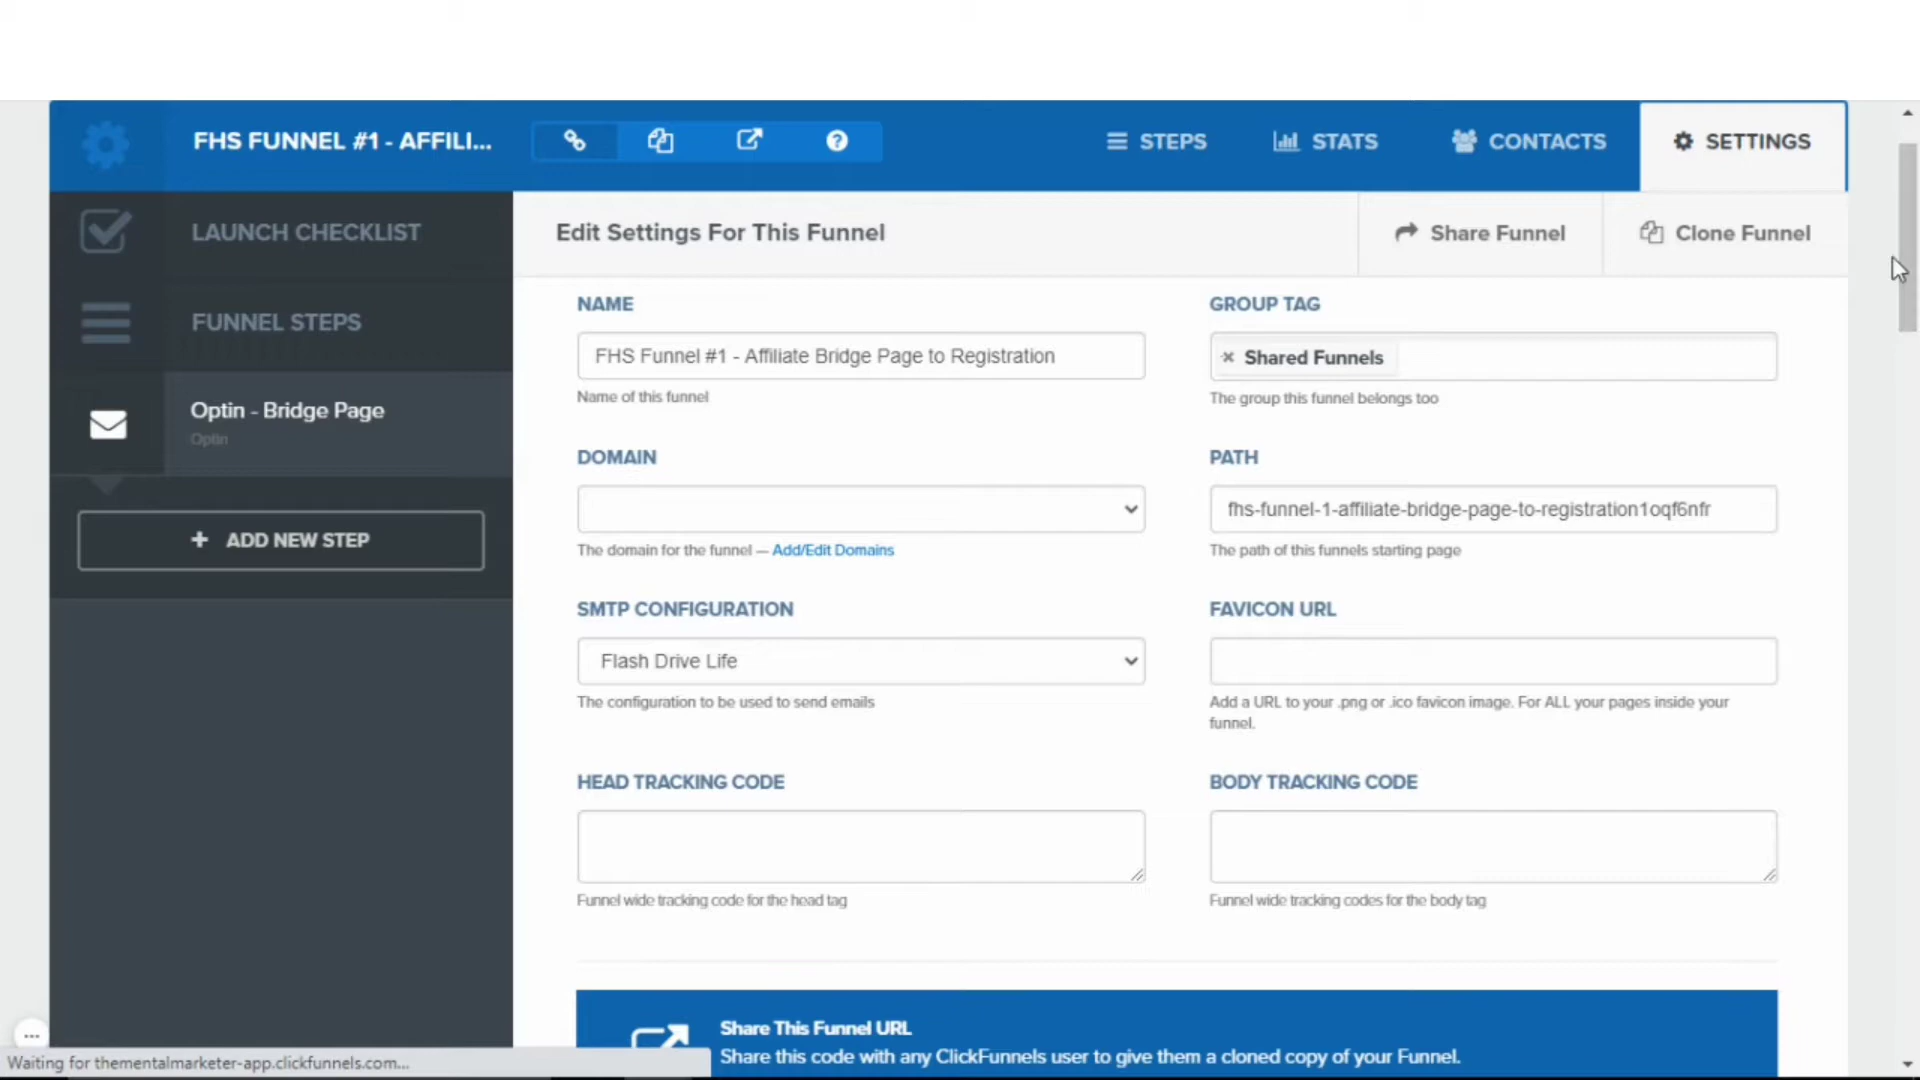 FHS FUNNEL #1 - AFFILI...
STEPS
STATS
CONTACTS
SETTINGS
LAUNCH CHECKLIST
FUNNEL STEPS
Optin - Bridge Page
Optin
+ ADD NEW STEP
Edit Settings For This Funnel
Share Funnel
Clone Funnel
NAME
FHS Funnel #1 - Affiliate Bridge Page to Registration
Name of this funnel
GROUP TAG
× Shared Funnels
The group this funnel belongs too
DOMAIN
The domain for the funnel — Add/Edit Domains
PATH
fhs-funnel-1-affiliate-bridge-page-to-registration1oqf6nfr
The path of this funnels starting page
SMTP CONFIGURATION
Flash Drive Life
The configuration to be used to send emails
FAVICON URL
Add a URL to your .png or .ico favicon image. For ALL your pages inside your
funnel.
HEAD TRACKING CODE
Funnel wide tracking code for the head tag
BODY TRACKING CODE
Funnel wide tracking codes for the body tag
Share This Funnel URL
Share this code with any ClickFunnels user to give them a cloned copy of your Funnel.
Waiting for thementalmarketer-app.clickfunnels.com...